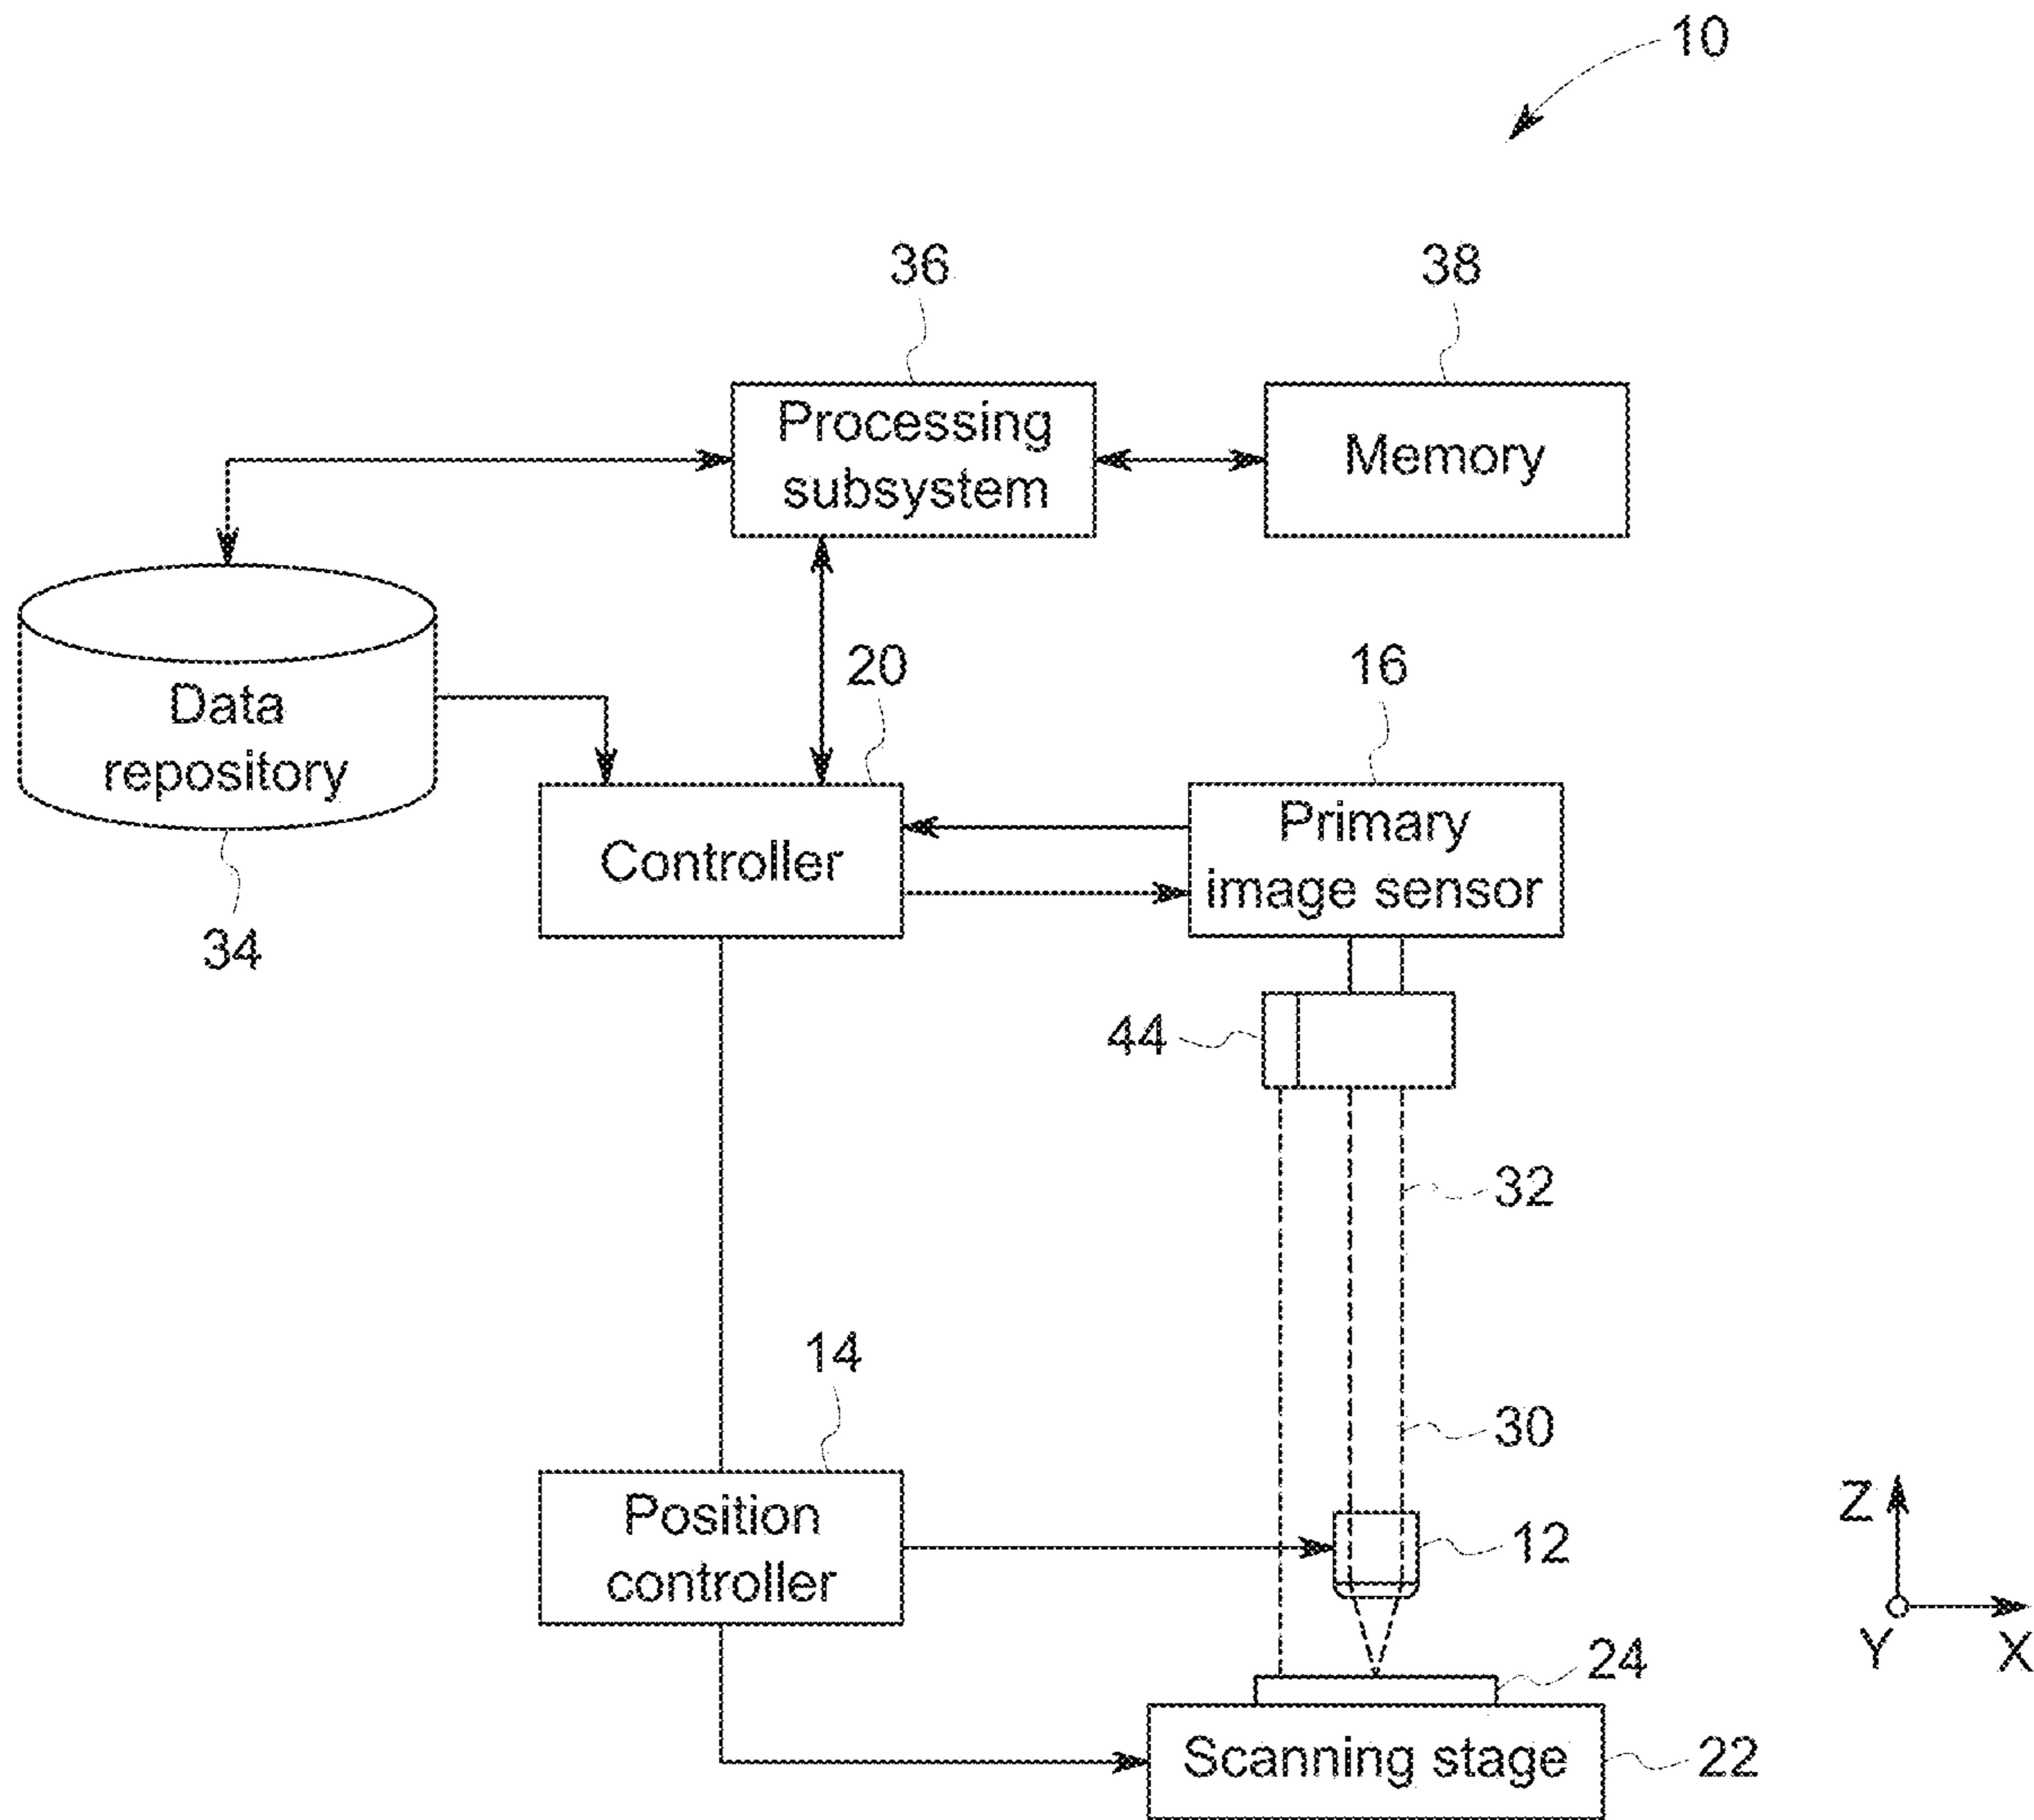 10
36
38
Processing
subsystem
Memory
20
16
Data
repository
34
Controller
Primary
image sensor
44
32
14
30
Position
controller
12
Z
Y
X
24
Scanning stage
22